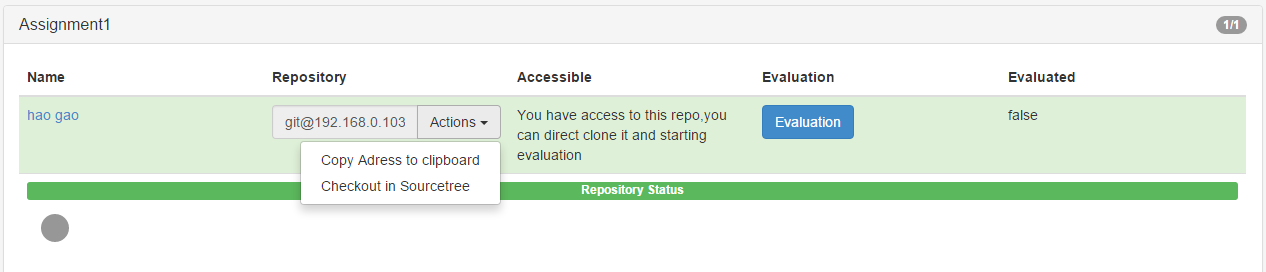 Assignment1
1/1
Name
Repository
Accessible
Evaluation
Evaluated
hao gao
git@192.168.0.103
Actions
You have access to this repo,you
can direct clone it and starting
evaluation
Evaluation
false
Copy Adress to clipboard
Checkout in Sourcetree
Repository Status